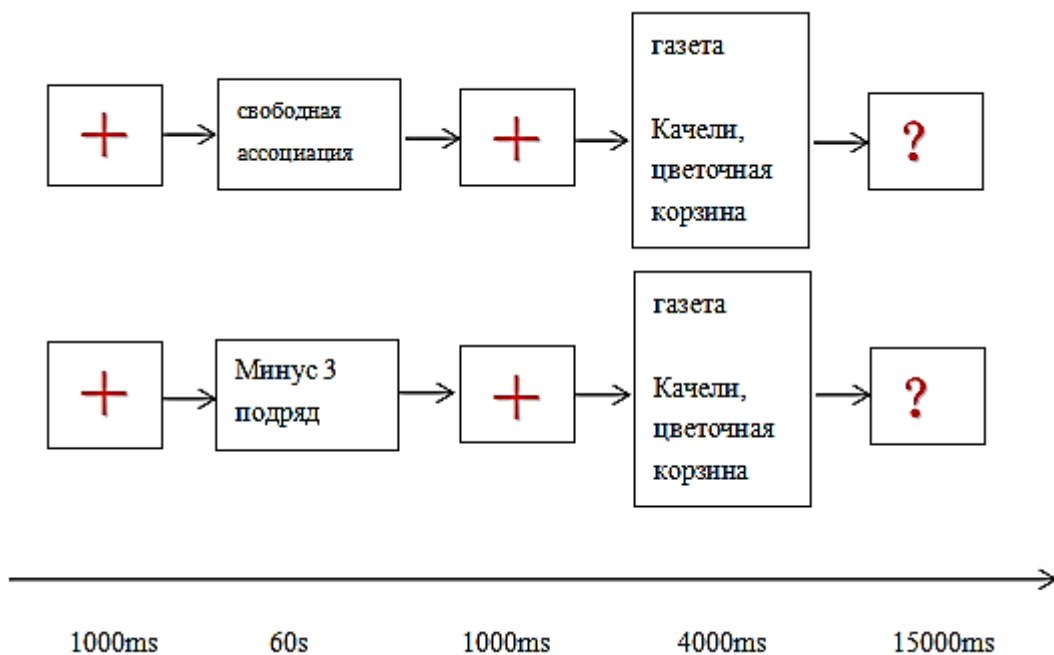 +
свободная
ассоциация
+
газета
Качели,
цветочная
корзина
?
+
Минус 3
подряд
+
газета
Качели,
цветочная
корзина
?
1000ms
60s
1000ms
4000ms
15000ms